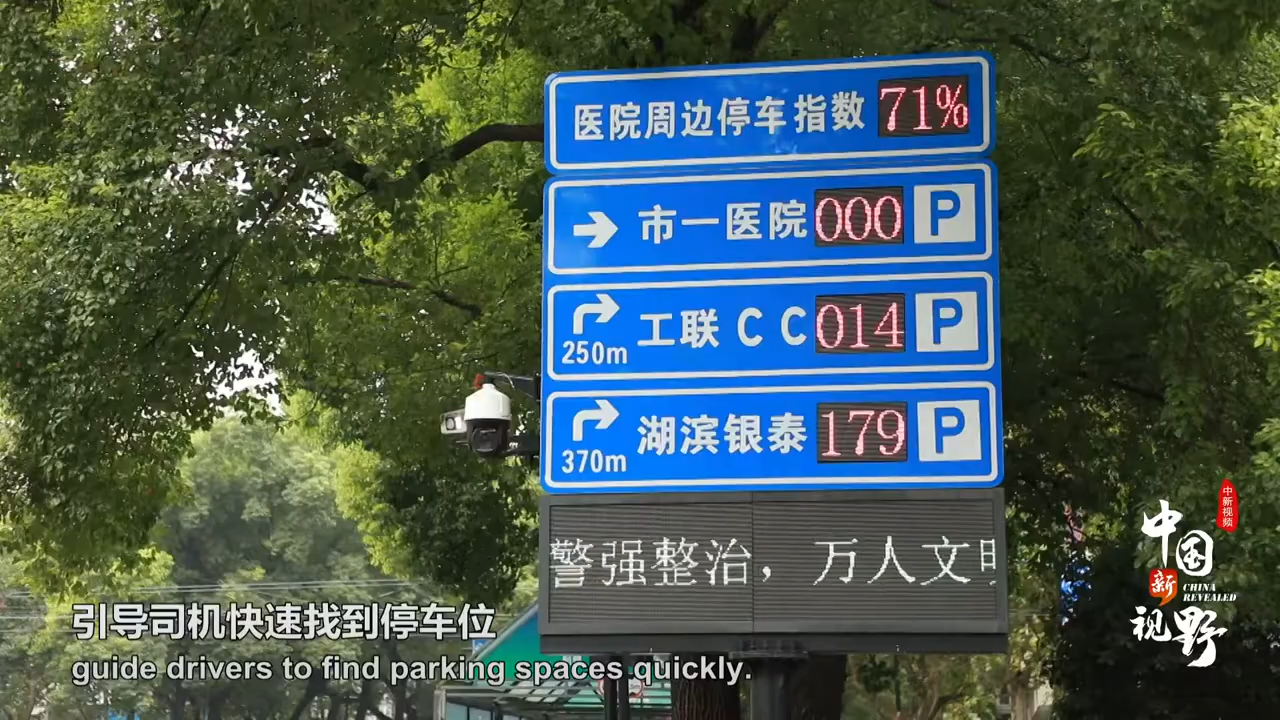 医院周边停车指数 71%
市一医院 000 P
工联CC 014 P
250m
湖滨银泰 179 P
370m
警强整治，万人文明
引导司机快速找到停车位
guide drivers to find parking spaces quickly.
中新视频
中国新视野
CHINA REVEALED